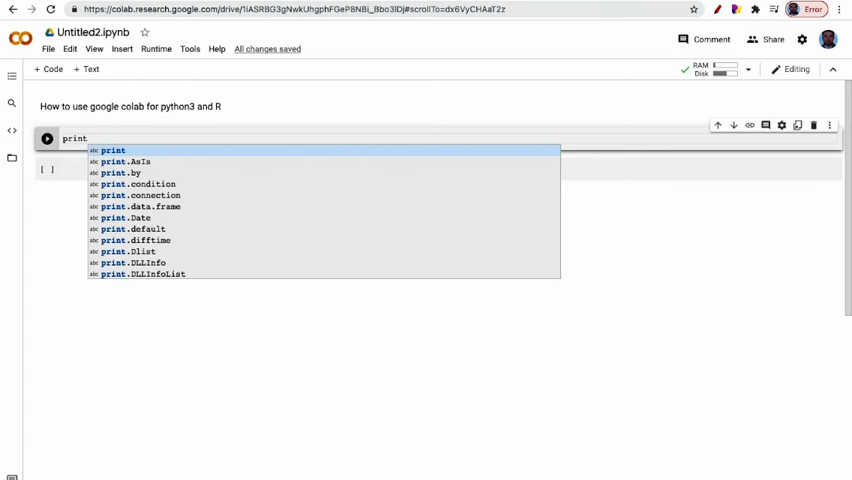 https://colab.research.google.com/drive/1iASRBG3gNwkUhgphFGeP8NBi_Bbo3lDj#scrollTo=dx6VyCHAaT2z
Error
Untitled2.ipynb
File Edit View Insert Runtime Tools Help All changes saved
Comment
Share
+ Code + Text
RAM
Disk
Editing
How to use google colab for python3 and R
print
abc print
abc print.AsIs
abc print.by
abc print.condition
abc print.connection
abc print.data.frame
abc print.Date
abc print.default
abc print.difftime
abc print.Dlist
abc print.DLLInfo
abc print.DLLInfoList
[ ]